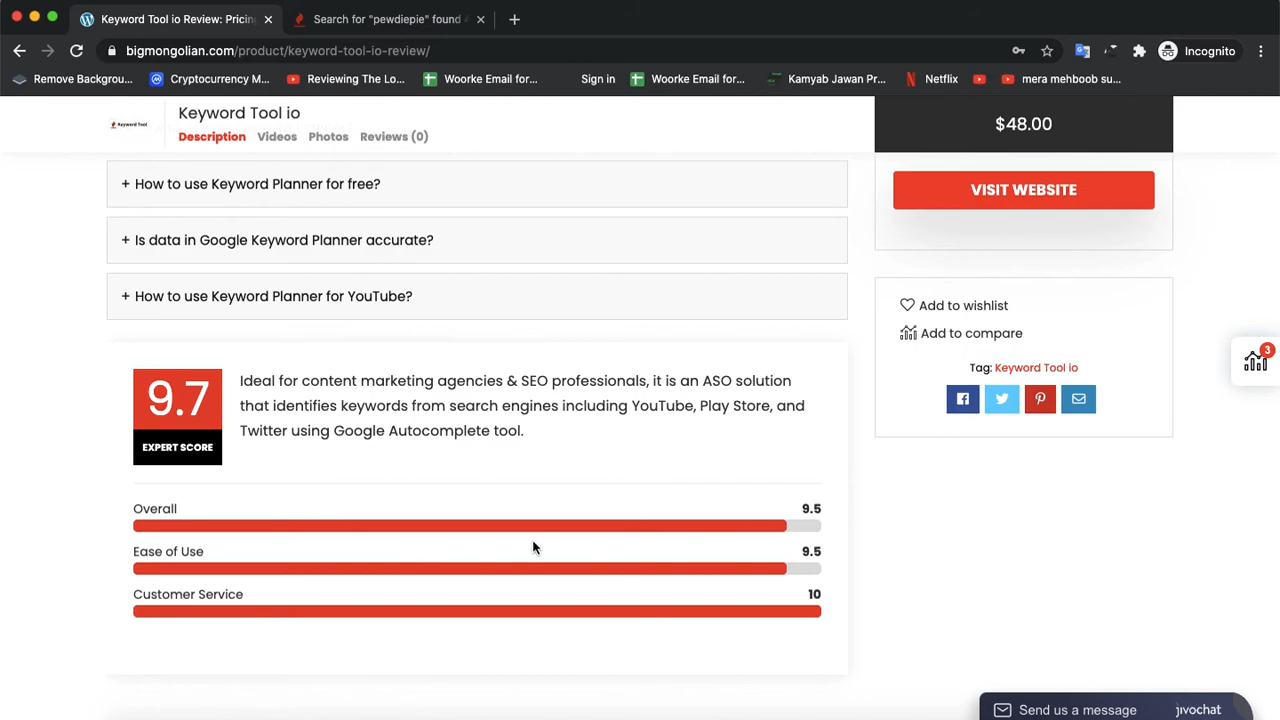 Keyword Tool io Review: Pricin
Search for "pewdiepie" found
bigmongolian.com/product/keyword-tool-io-review/
Incognito
Remove Backgrou...
Cryptocurrency M...
Reviewing The Lo...
Woorke Email for...
Sign in
Woorke Email for...
Kamyab Jawan Pr...
Netflix
mera mehboob su...
Keyword Tool
Keyword Tool io
Description
Videos
Photos
Reviews (0)
$48.00
VISIT WEBSITE
+ How to use Keyword Planner for free?
+ Is data in Google Keyword Planner accurate?
+ How to use Keyword Planner for YouTube?
Add to wishlist
Add to compare
Tag: Keyword Tool io
3
9.7
EXPERT SCORE
Ideal for content marketing agencies & SEO professionals, it is an ASO solution
that identifies keywords from search engines including YouTube, Play Store, and
Twitter using Google Autocomplete tool.
Overall 9.5
Ease of Use 9.5
Customer Service 10
Send us a message
jivochat